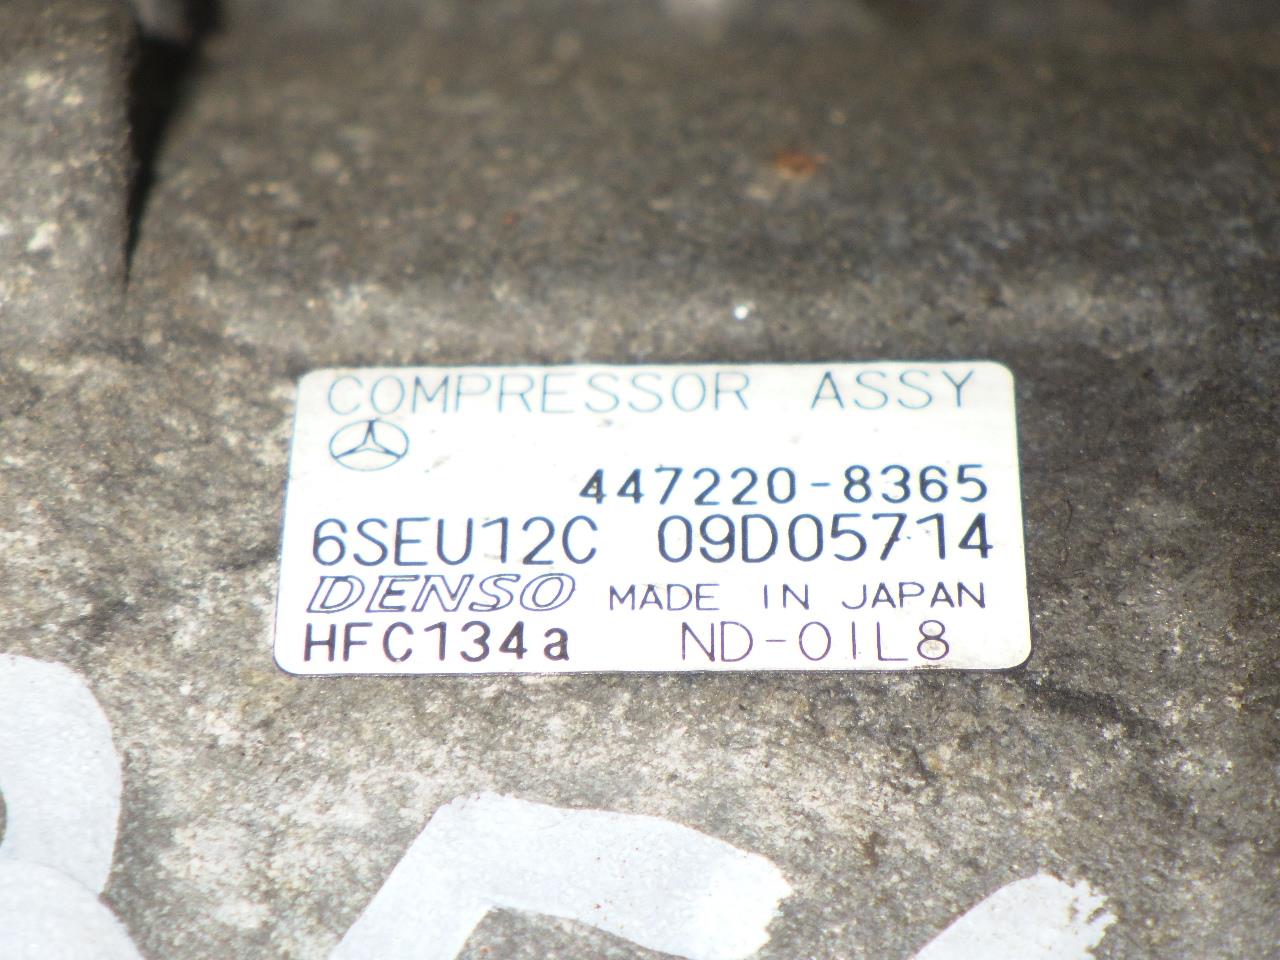 COMPRESSOR ASSY
447220-8365
6SEU12C 09D05714
DENSO MADE IN JAPAN
HFC134a ND-OIL8